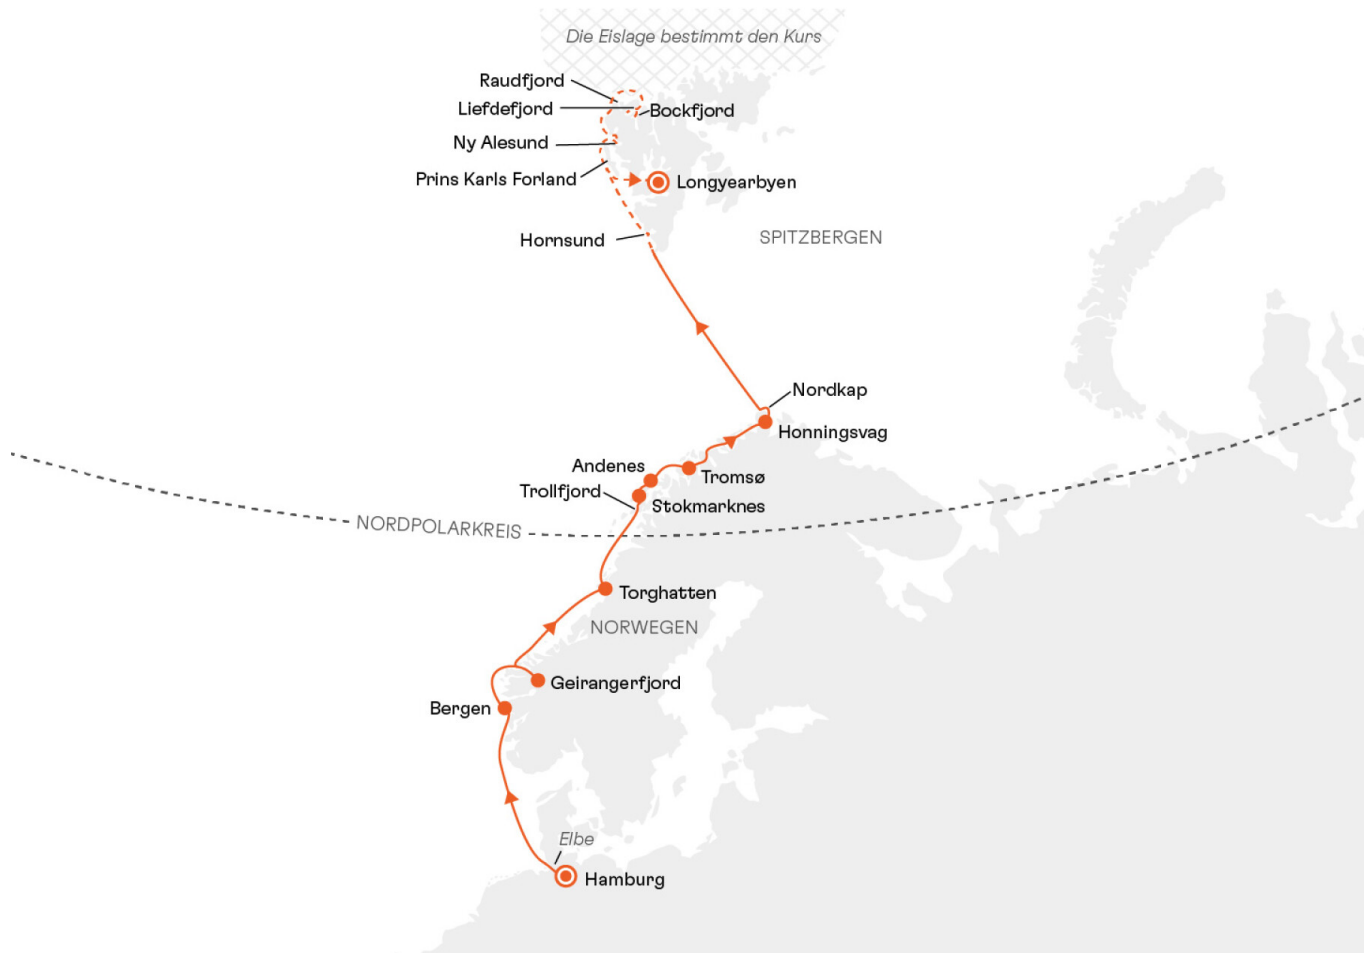 Die Eislage bestimmt den Kurs
Raudfjord
Liefdefjord
Bockfjord
Ny Alesund
Prins Karls Forland
Longyearbyen
Hornsund
SPITZBERGEN
Nordkap
Honningsvag
Andenes
Tromsø
Trollfjord
Stokmarknes
NORDPOLARKREIS
Torghatten
NORWEGEN
Geirangerfjord
Bergen
Elbe
Hamburg